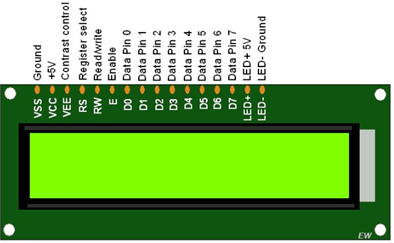 Ground
+5V
Contrast control
Register select
Read/write
Enable
Data Pin 0
Data Pin 1
Data Pin 2
Data Pin 3
Data Pin 4
Data Pin 5
Data Pin 6
Data Pin 7
LED+ 5V
LED- Ground
VSS
VCC
VEE
RS
RW
E
D0
D1
D2
D3
D4
D5
D6
D7
LED+
LED-
EW